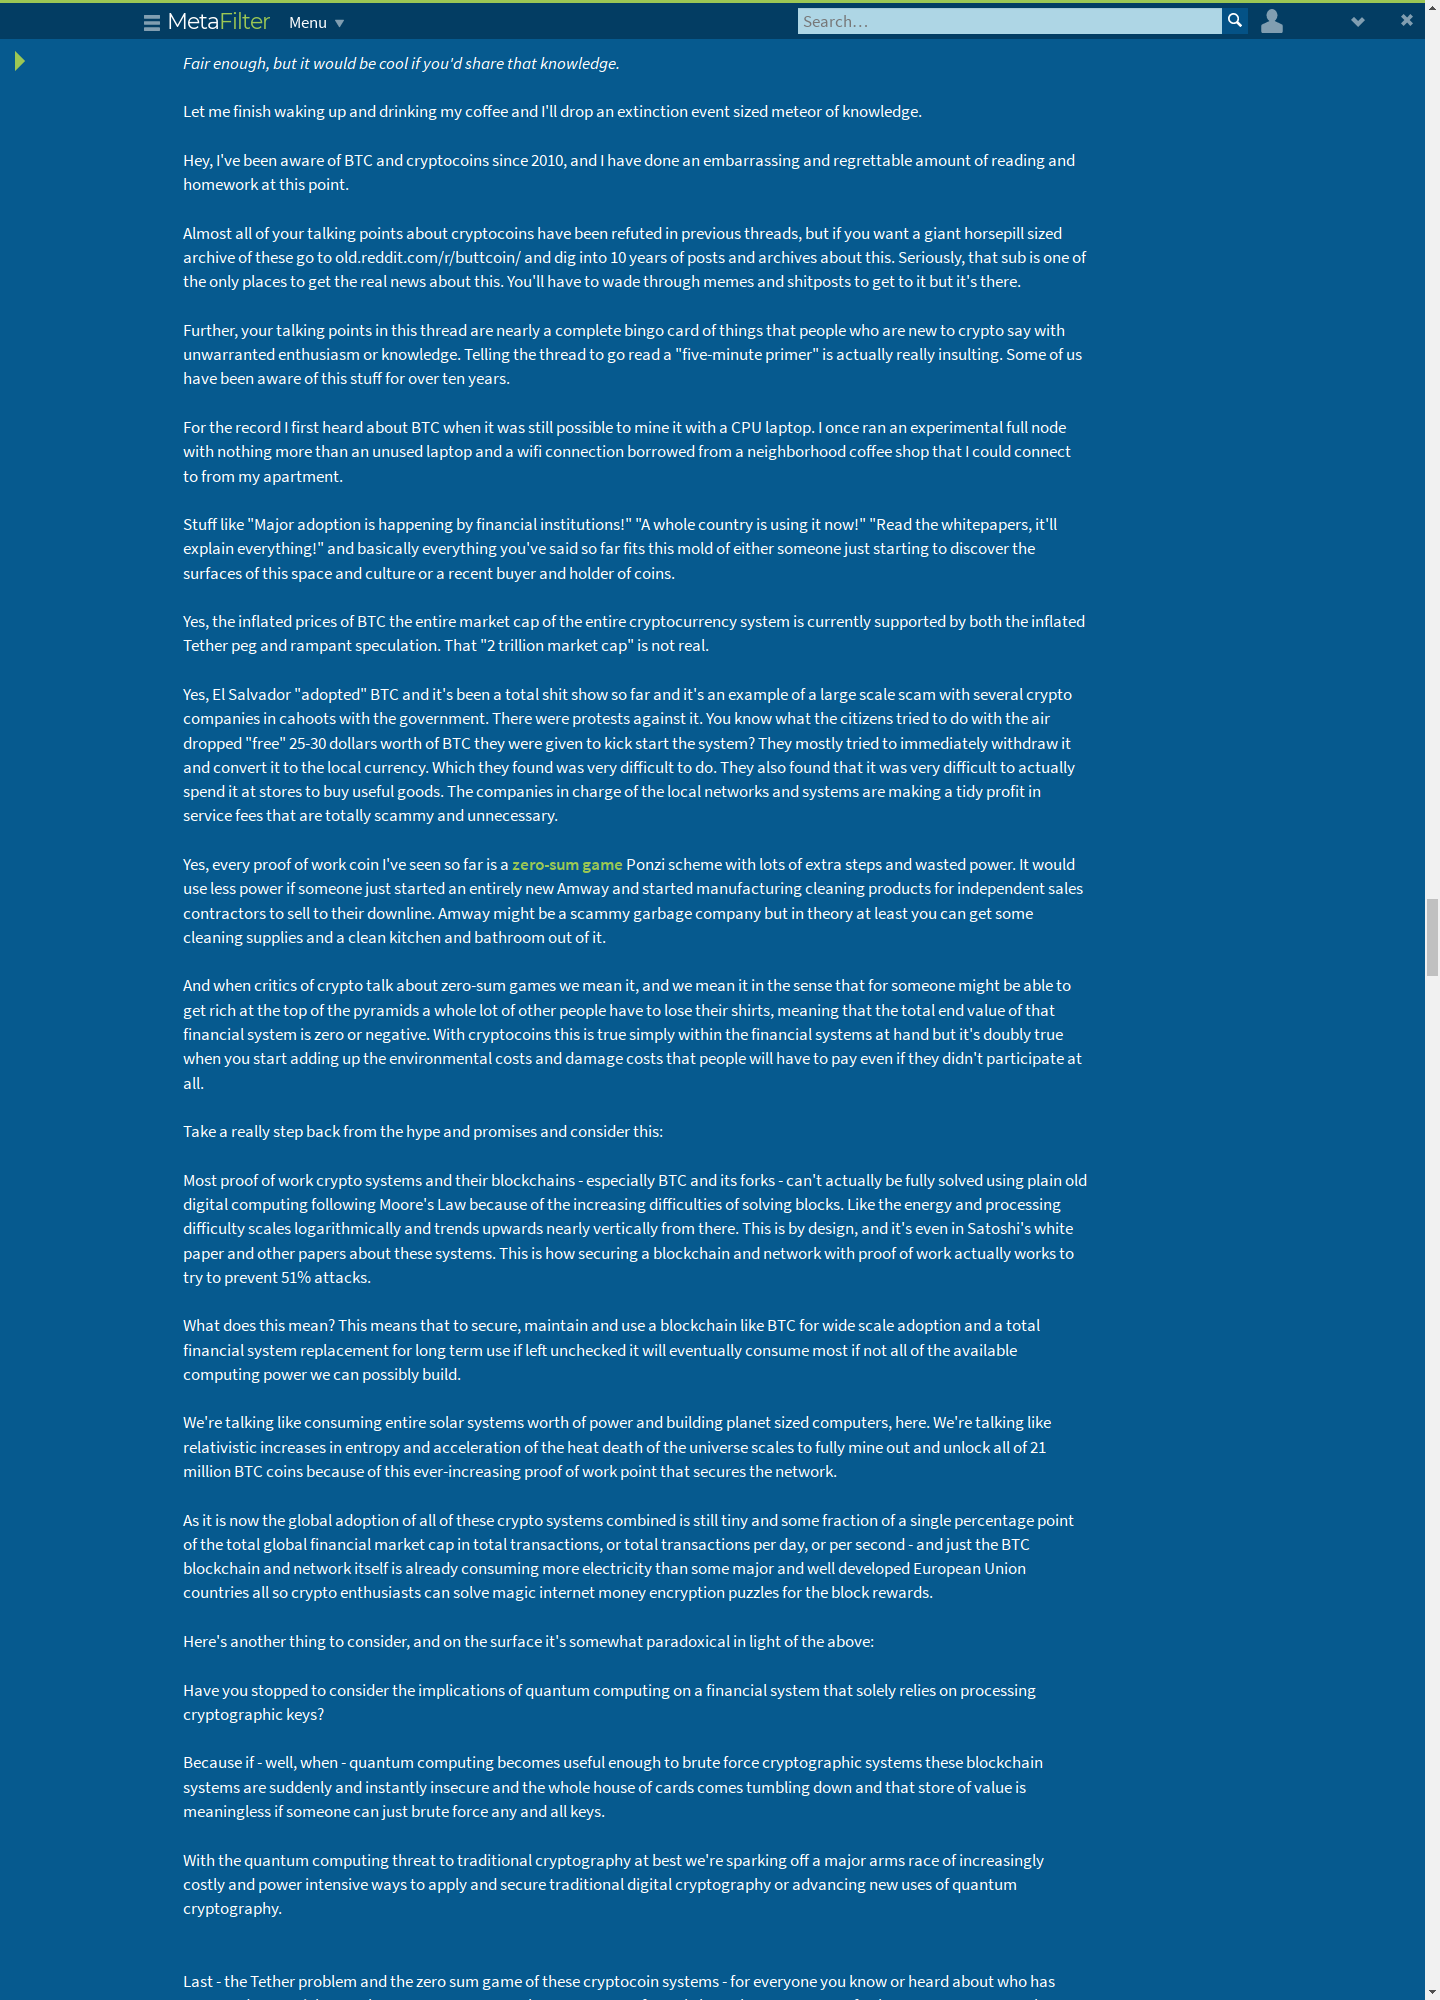 MetaFilter Menu Search…
Fair enough, but it would be cool if you'd share that knowledge.
Let me finish waking up and drinking my coffee and I'll drop an extinction event sized meteor of knowledge.
Hey, I've been aware of BTC and cryptocoins since 2010, and I have done an embarrassing and regrettable amount of reading and
homework at this point.
Almost all of your talking points about cryptocoins have been refuted in previous threads, but if you want a giant horsepill sized
archive of these go to old.reddit.com/r/buttcoin/ and dig into 10 years of posts and archives about this. Seriously, that sub is one of
the only places to get the real news about this. You'll have to wade through memes and shitposts to get to it but it's there.
Further, your talking points in this thread are nearly a complete bingo card of things that people who are new to crypto say with
unwarranted enthusiasm or knowledge. Telling the thread to go read a "five-minute primer" is actually really insulting. Some of us
have been aware of this stuff for over ten years.
For the record I first heard about BTC when it was still possible to mine it with a CPU laptop. I once ran an experimental full node
with nothing more than an unused laptop and a wifi connection borrowed from a neighborhood coffee shop that I could connect
to from my apartment.
Stuff like "Major adoption is happening by financial institutions!" "A whole country is using it now!" "Read the whitepapers, it'll
explain everything!" and basically everything you've said so far fits this mold of either someone just starting to discover the
surfaces of this space and culture or a recent buyer and holder of coins.
Yes, the inflated prices of BTC the entire market cap of the entire cryptocurrency system is currently supported by both the inflated
Tether peg and rampant speculation. That "2 trillion market cap" is not real.
Yes, El Salvador "adopted" BTC and it's been a total shit show so far and it's an example of a large scale scam with several crypto
companies in cahoots with the government. There were protests against it. You know what the citizens tried to do with the air
dropped "free" 25-30 dollars worth of BTC they were given to kick start the system? They mostly tried to immediately withdraw it
and convert it to the local currency. Which they found was very difficult to do. They also found that it was very difficult to actually
spend it at stores to buy useful goods. The companies in charge of the local networks and systems are making a tidy profit in
service fees that are totally scammy and unnecessary.
Yes, every proof of work coin I've seen so far is a zero-sum game Ponzi scheme with lots of extra steps and wasted power. It would
use less power if someone just started an entirely new Amway and started manufacturing cleaning products for independent sales
contractors to sell to their downline. Amway might be a scammy garbage company but in theory at least you can get some
cleaning supplies and a clean kitchen and bathroom out of it.
And when critics of crypto talk about zero-sum games we mean it, and we mean it in the sense that for someone might be able to
get rich at the top of the pyramids a whole lot of other people have to lose their shirts, meaning that the total end value of that
financial system is zero or negative. With cryptocoins this is true simply within the financial systems at hand but it's doubly true
when you start adding up the environmental costs and damage costs that people will have to pay even if they didn't participate at
all.
Take a really step back from the hype and promises and consider this:
Most proof of work crypto systems and their blockchains - especially BTC and its forks - can't actually be fully solved using plain old
digital computing following Moore's Law because of the increasing difficulties of solving blocks. Like the energy and processing
difficulty scales logarithmically and trends upwards nearly vertically from there. This is by design, and it's even in Satoshi's white
paper and other papers about these systems. This is how securing a blockchain and network with proof of work actually works to
try to prevent 51% attacks.
What does this mean? This means that to secure, maintain and use a blockchain like BTC for wide scale adoption and a total
financial system replacement for long term use if left unchecked it will eventually consume most if not all of the available
computing power we can possibly build.
We're talking like consuming entire solar systems worth of power and building planet sized computers, here. We're talking like
relativistic increases in entropy and acceleration of the heat death of the universe scales to fully mine out and unlock all of 21
million BTC coins because of this ever-increasing proof of work point that secures the network.
As it is now the global adoption of all of these crypto systems combined is still tiny and some fraction of a single percentage point
of the total global financial market cap in total transactions, or total transactions per day, or per second - and just the BTC
blockchain and network itself is already consuming more electricity than some major and well developed European Union
countries all so crypto enthusiasts can solve magic internet money encryption puzzles for the block rewards.
Here's another thing to consider, and on the surface it's somewhat paradoxical in light of the above:
Have you stopped to consider the implications of quantum computing on a financial system that solely relies on processing
cryptographic keys?
Because if - well, when - quantum computing becomes useful enough to brute force cryptographic systems these blockchain
systems are suddenly and instantly insecure and the whole house of cards comes tumbling down and that store of value is
meaningless if someone can just brute force any and all keys.
With the quantum computing threat to traditional cryptography at best we're sparking off a major arms race of increasingly
costly and power intensive ways to apply and secure traditional digital cryptography or advancing new uses of quantum
cryptography.
Last - the Tether problem and the zero sum game of these cryptocoin systems - for everyone you know or heard about who has